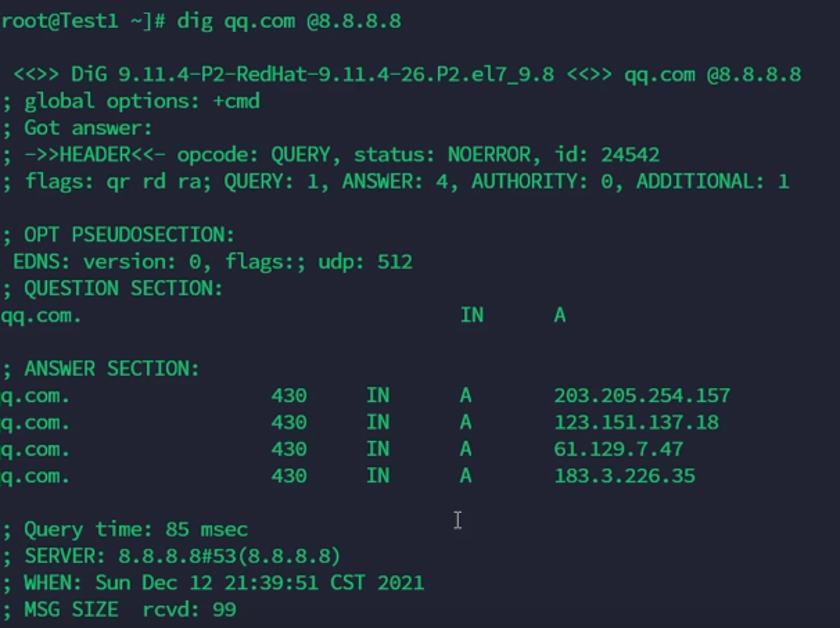 root@Test1 ~]# dig qq.com @8.8.8.8
<<>> DiG 9.11.4-P2-RedHat-9.11.4-26.P2.el7_9.8 <<>> qq.com @8.8.8.8
; global options: +cmd
; Got answer:
; ->>HEADER<<- opcode: QUERY, status: NOERROR, id: 24542
; flags: qr rd ra; QUERY: 1, ANSWER: 4, AUTHORITY: 0, ADDITIONAL: 1
; OPT PSEUDOSECTION:
EDNS: version: 0, flags:; udp: 512
; QUESTION SECTION:
qq.com. IN A
; ANSWER SECTION:
q.com. 430 IN A 203.205.254.157
q.com. 430 IN A 123.151.137.18
q.com. 430 IN A 61.129.7.47
q.com. 430 IN A 183.3.226.35
; Query time: 85 msec
; SERVER: 8.8.8.8#53(8.8.8.8)
; WHEN: Sun Dec 12 21:39:51 CST 2021
; MSG SIZE rcvd: 99